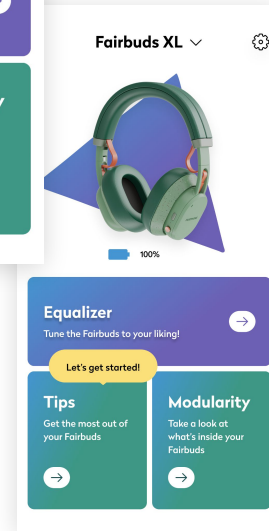 Fairbuds XL
100%
Equalizer
Tune the Fairbuds to your liking!
Let's get started!
Tips
Get the most out of
your Fairbuds
Modularity
Take a look at
what's inside your
Fairbuds